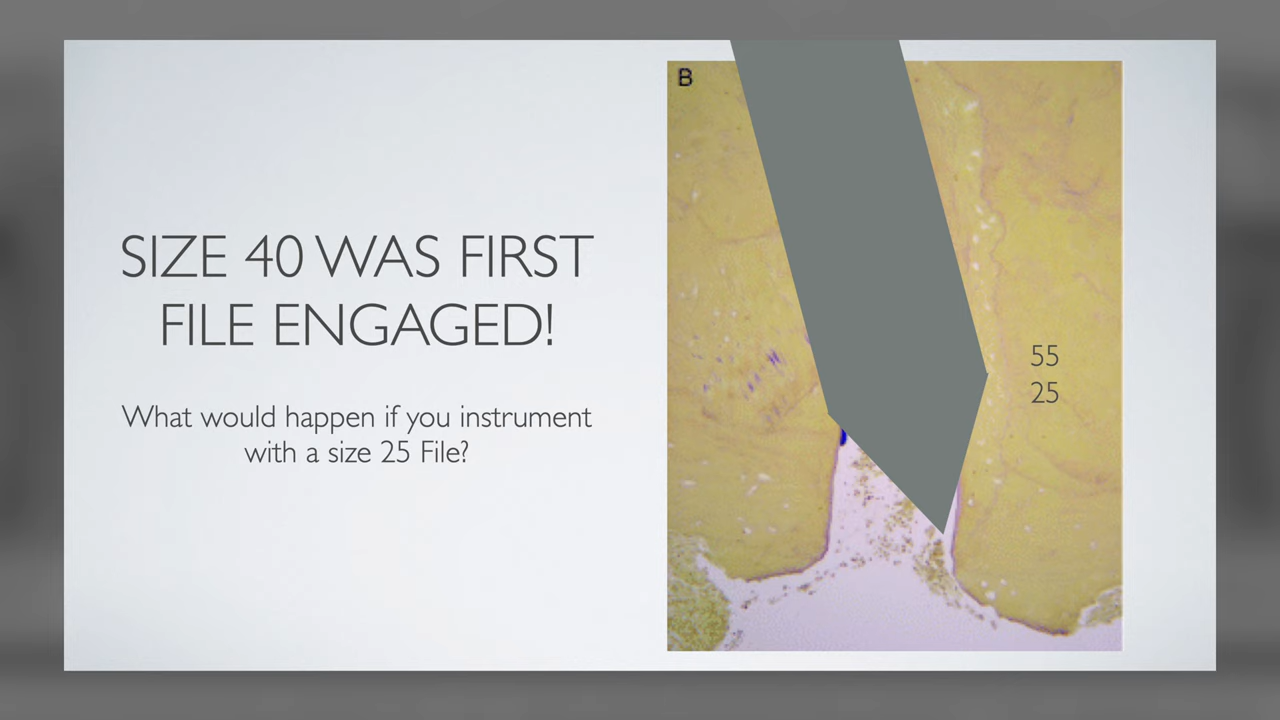 SIZE 40 WAS FIRST
FILE ENGAGED!
What would happen if you instrument
with a size 25 File?
B
55
25